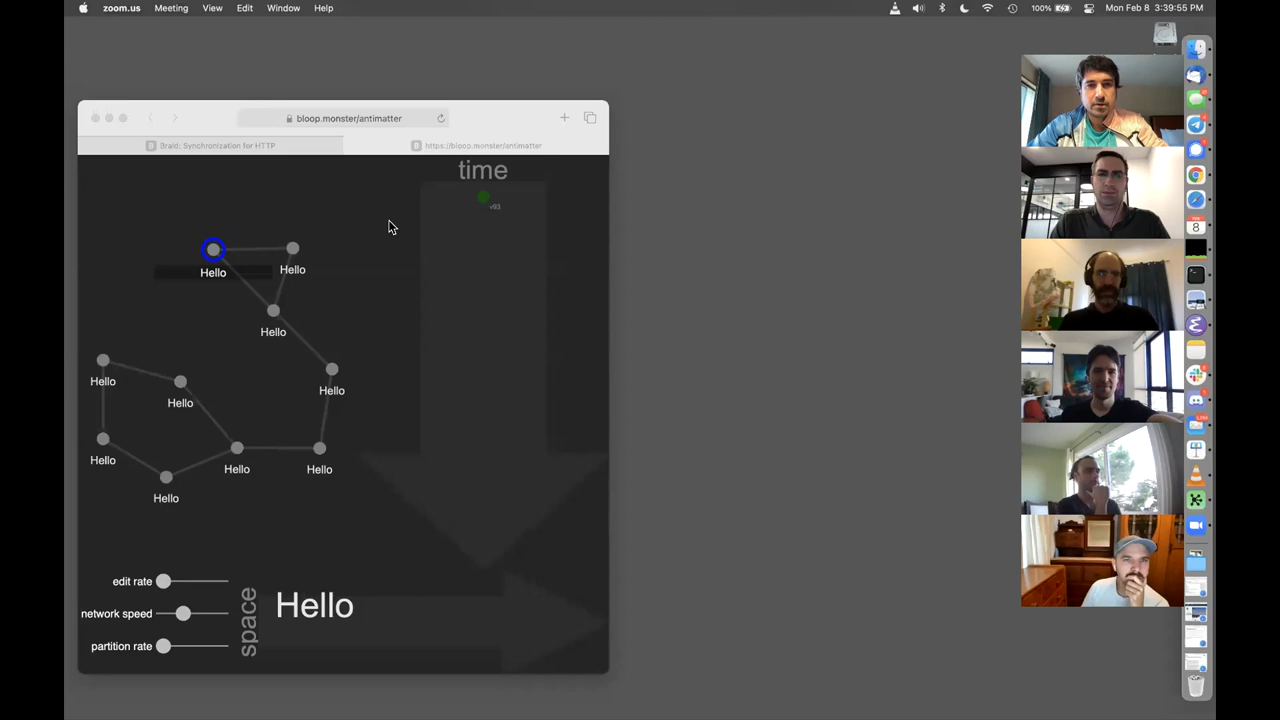 zoom.us Meeting View Edit Window Help 100% Mon Feb 8 3:39:55 PM
bloop.monster/antimatter
Braid: Synchronization for HTTP https://bloop.monster/antimatter
time
v93
Hello
Hello
Hello
Hello
Hello
Hello
Hello
Hello
Hello
Hello
edit rate
network speed
partition rate
space
Hello
8